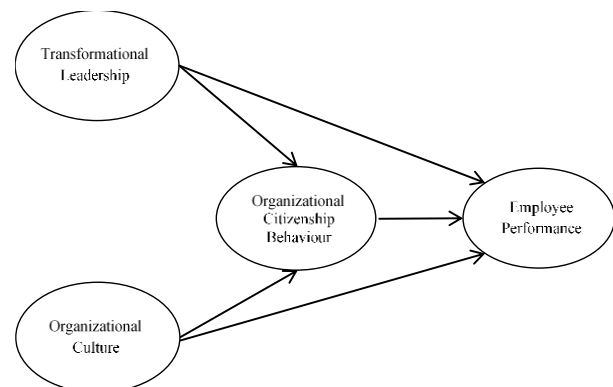 Transformational
Leadership
Organizational
Citizenship
Behaviour
Employee
Performance
Organizational
Culture